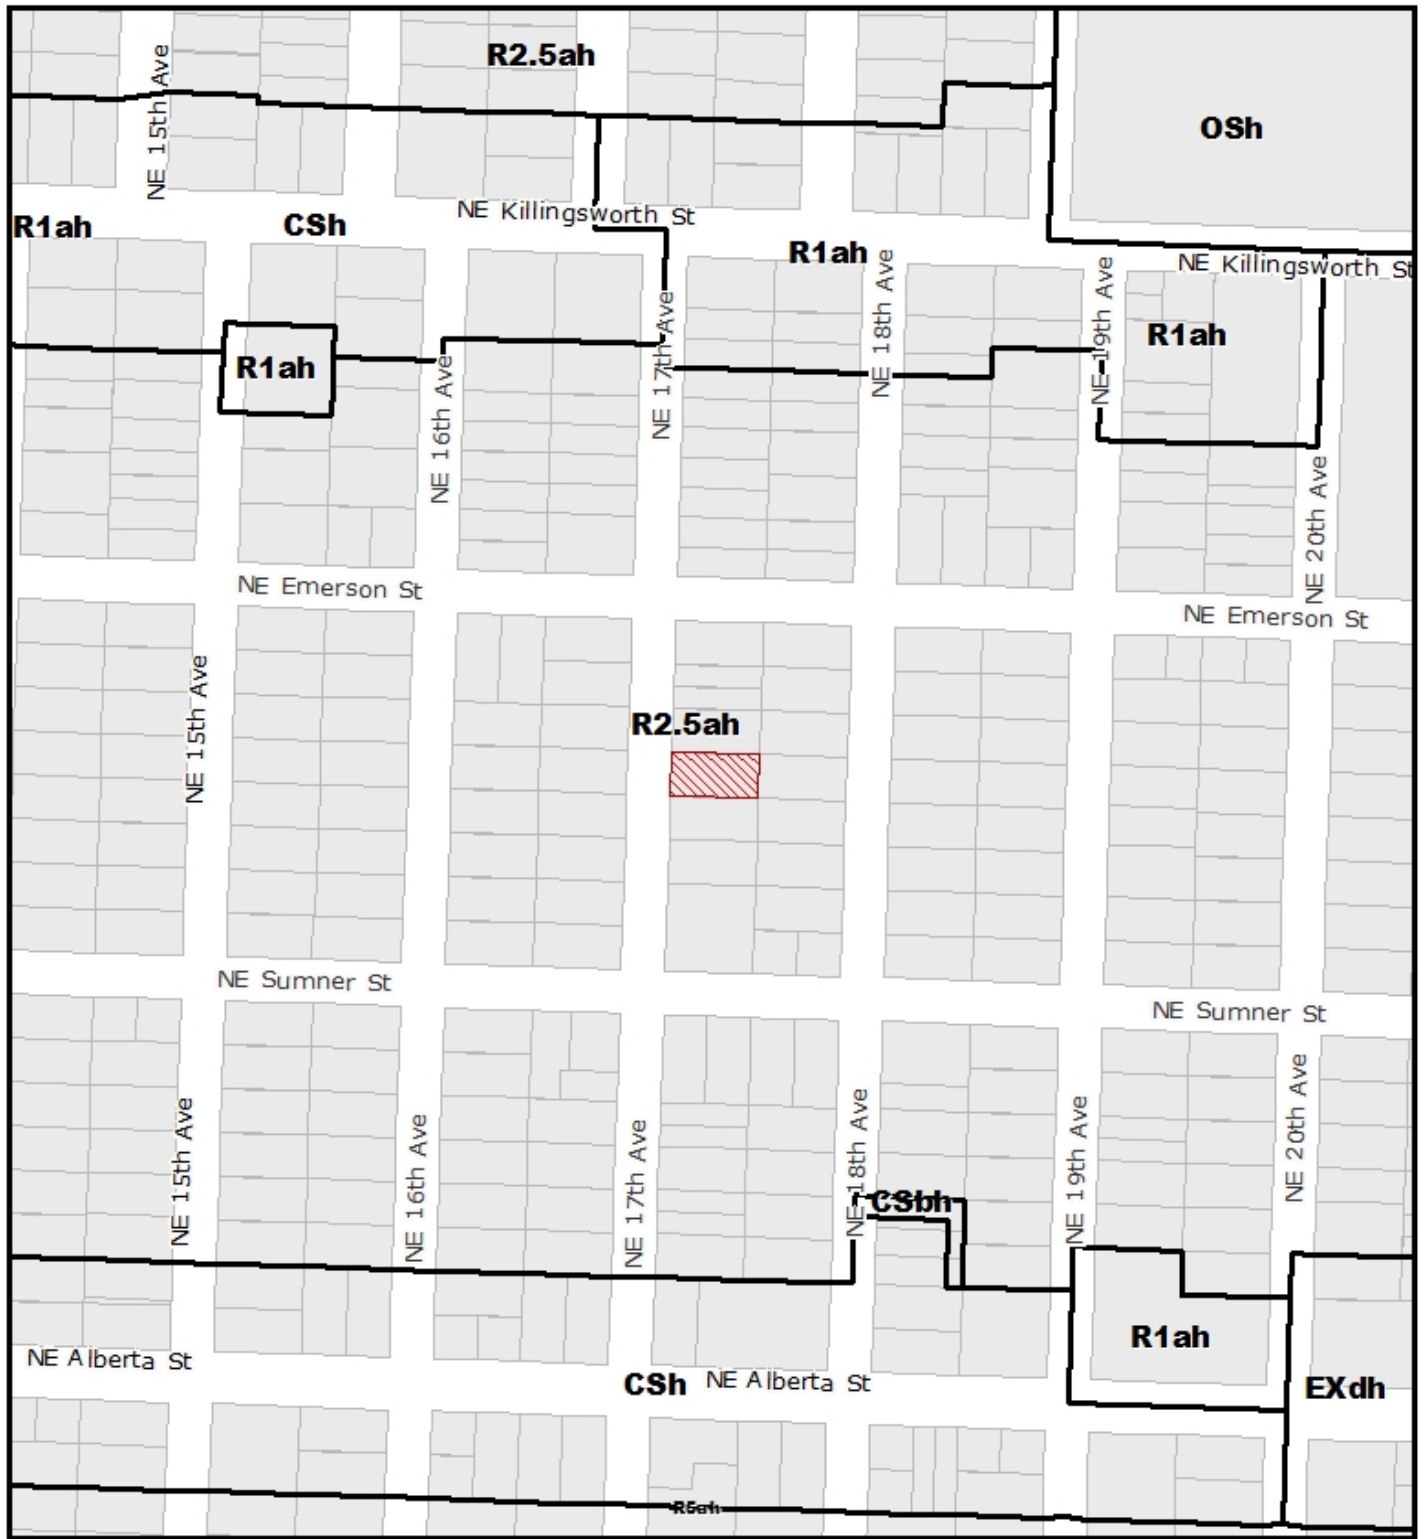 R2.5ah
NE 15th Ave
OSh
NE Killingsworth St
R1ah
CSh
R1ah
NE Killingsworth St
NE 18th Ave
NE 19th Ave
NE 17th Ave
R1ah
R1ah
NE 16th Ave
NE 20th Ave
NE Emerson St
NE Emerson St
NE 15th Ave
R2.5ah
NE Sumner St
NE Sumner St
NE 20th Ave
NE 15th Ave
NE 16th Ave
NE 17th Ave
NE 18th Ave
NE 19th Ave
CSbh
R1ah
NE Alberta St
CSh
NE Alberta St
EXdh
R5ah